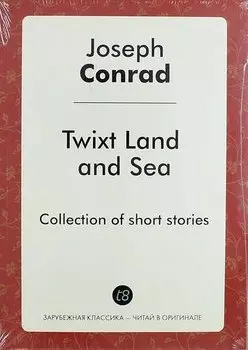 Joseph
Conrad
Twixt Land
and Sea
Collection of short stories
t8
ЗАРУБЕЖНАЯ КЛАССИКА – ЧИТАЙ В ОРИГИНАЛЕ